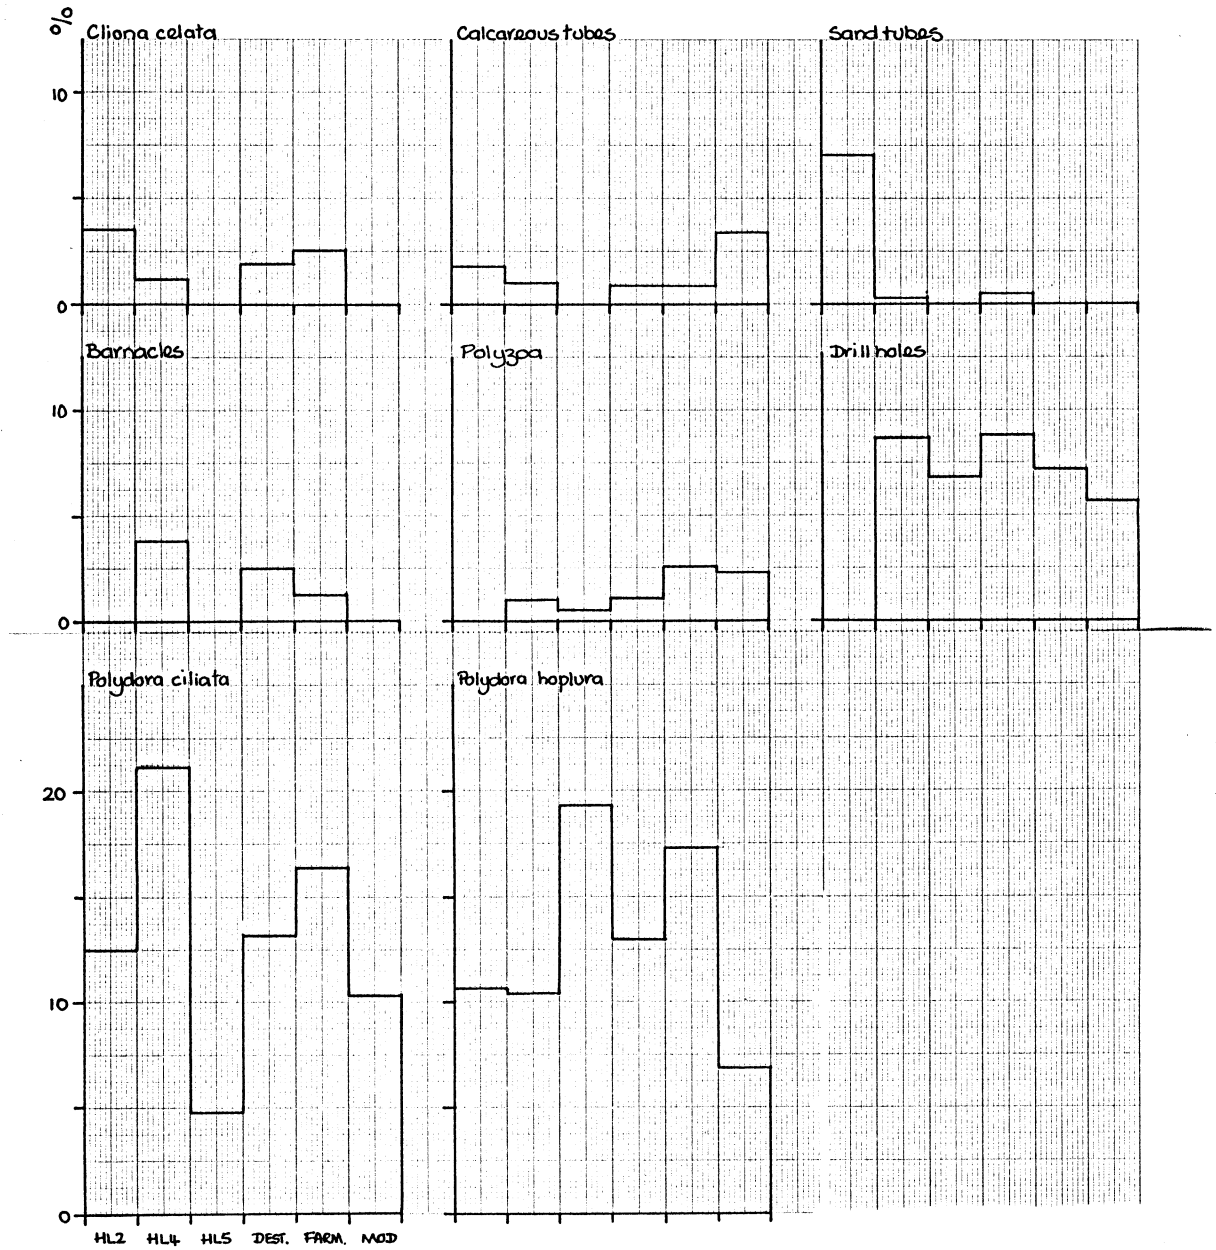 %
Cliona celata
Calcareous tubes
Sand tubes
10
0
Barnacles
Polyzoa
Drill holes
10
0
Polydora ciliata
Polydora hoplura
20
10
0
HL2 HL4 HL5 DEST. FARM. MOD